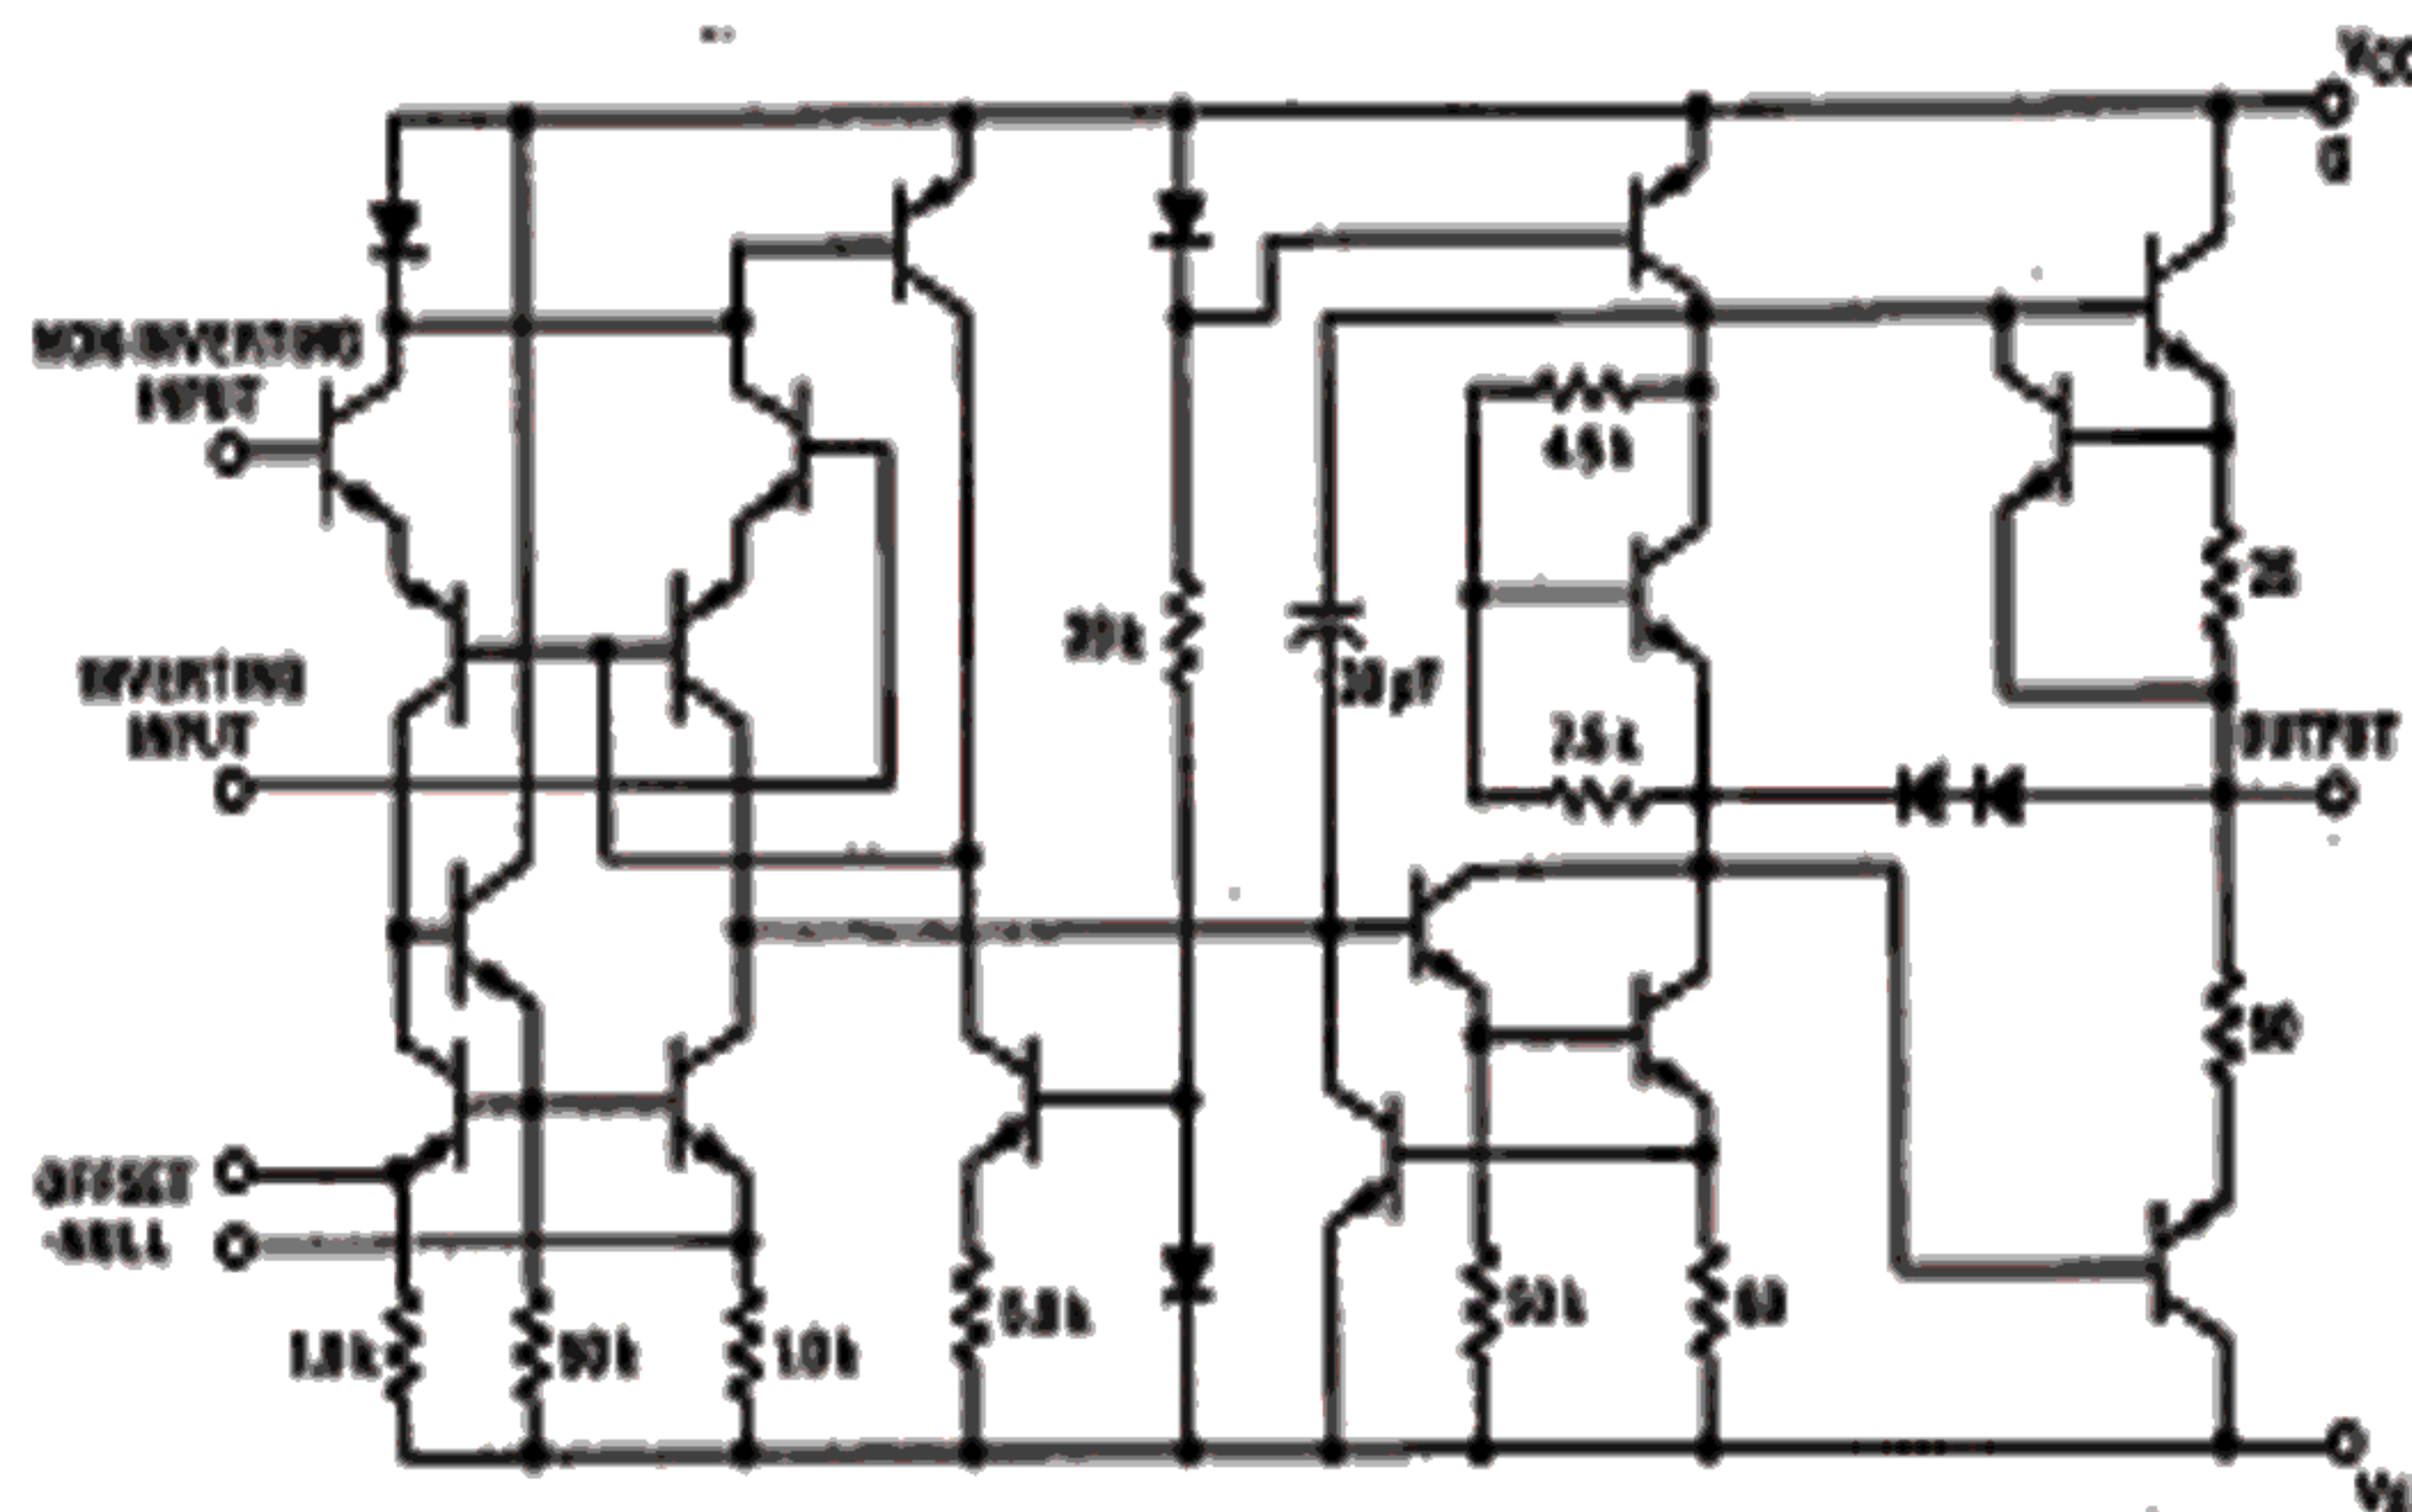 VCC
NON-INVERTING
INPUT
4.5k
25
39k
30pF
INVERTING
INPUT
7.5k
OUTPUT
50
OFFSET
NULL
50k
1.0k
50k
1.0k